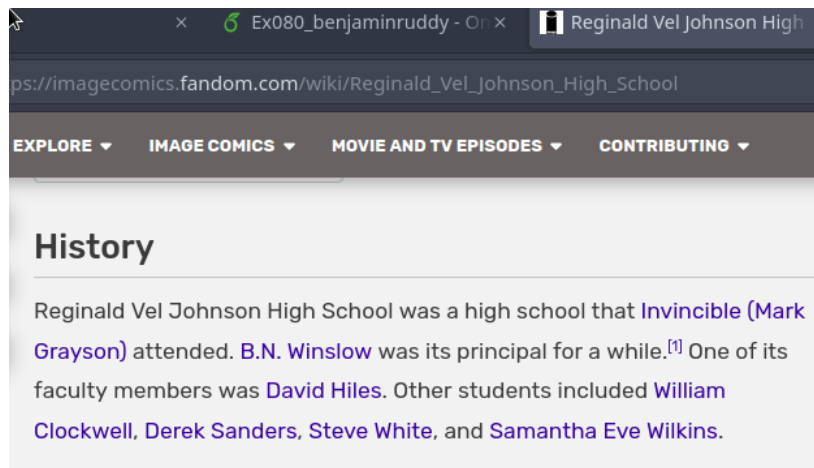 Ex080_benjaminruddy - On
Reginald Vel Johnson High
ps://imagecomics.fandom.com/wiki/Reginald_Vel_Johnson_High_School
EXPLORE IMAGE COMICS MOVIE AND TV EPISODES CONTRIBUTING
History
Reginald Vel Johnson High School was a high school that Invincible (Mark
Grayson) attended. B.N. Winslow was its principal for a while.[1] One of its
faculty members was David Hiles. Other students included William
Clockwell, Derek Sanders, Steve White, and Samantha Eve Wilkins.